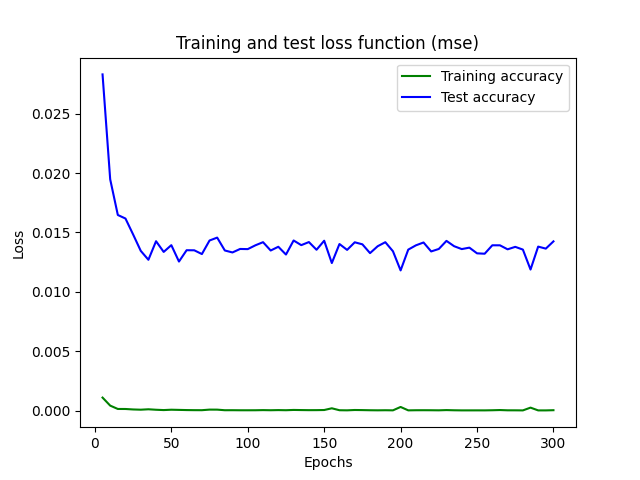 Training and test loss function (mse)
Training accuracy
Test accuracy
0.025
0.020
0.015
0.010
0.005
0.000
Loss
0 50 100 150 200 250 300
Epochs